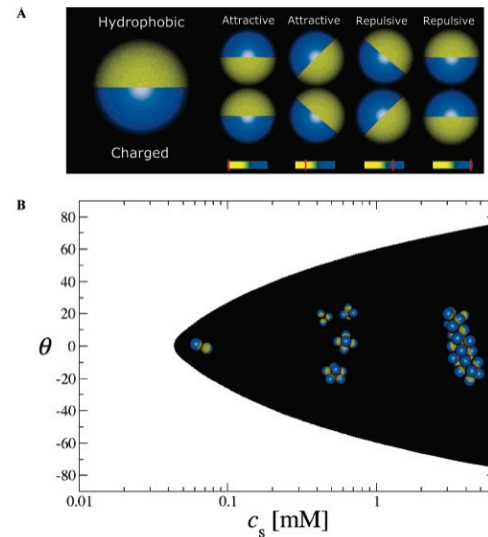 A
Hydrophobic
Charged
Attractive Attractive Repulsive Repulsive
B
80
60
40
20
0
-20
-40
-60
-80
θ
0.01 0.1 1
c_s [mM]